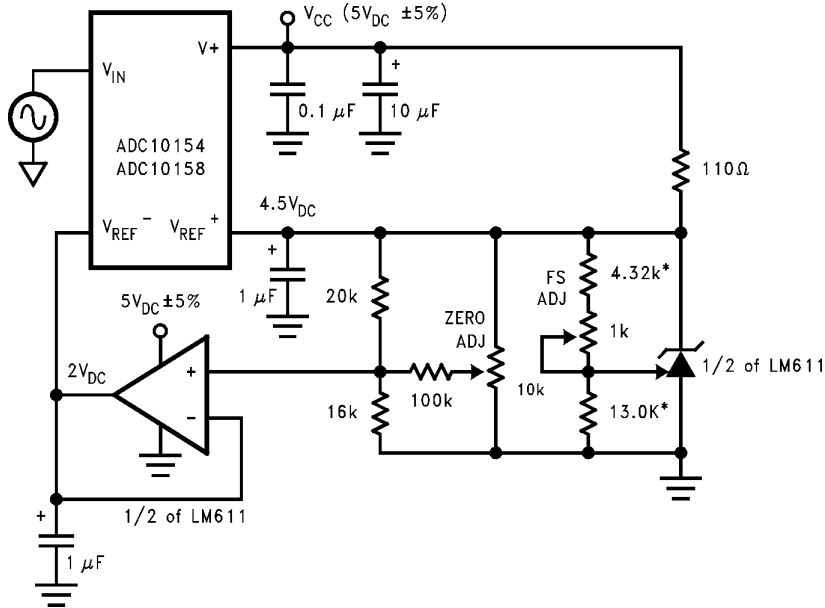 V_CC (5V_DC ±5%)
V+
V_IN
0.1 μF
10 μF
ADC10154
ADC10158
110Ω
V_REF^-
V_REF^+
4.5V_DC
+
+
1 μF
5V_DC ±5%
20k
ZERO
ADJ
FS
ADJ
4.32k*
1k
2V_DC
+
-
100k
10k
1/2 of LM611
16k
13.0K*
1/2 of LM611
+
1 μF